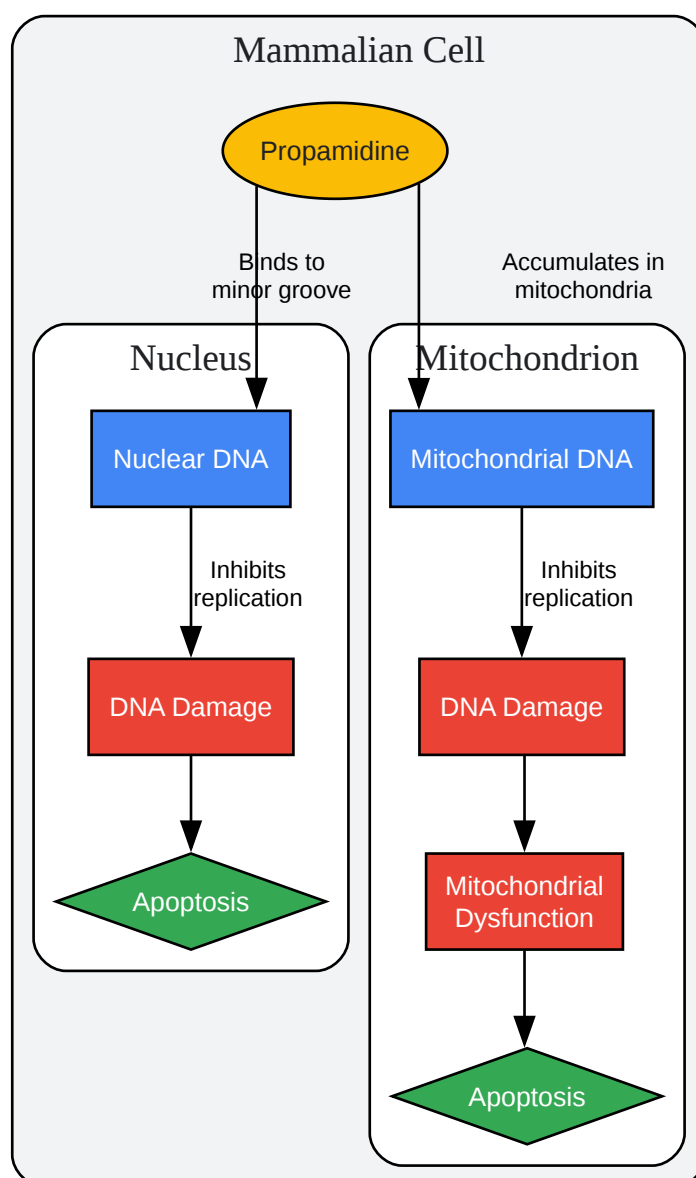 Mammalian Cell
Propamidine
Binds to
minor groove
Accumulates in
mitochondria
Nucleus
Nuclear DNA
Inhibits
replication
DNA Damage
Apoptosis
Mitochondrion
Mitochondrial DNA
Inhibits
replication
DNA Damage
Mitochondrial
Dysfunction
Apoptosis